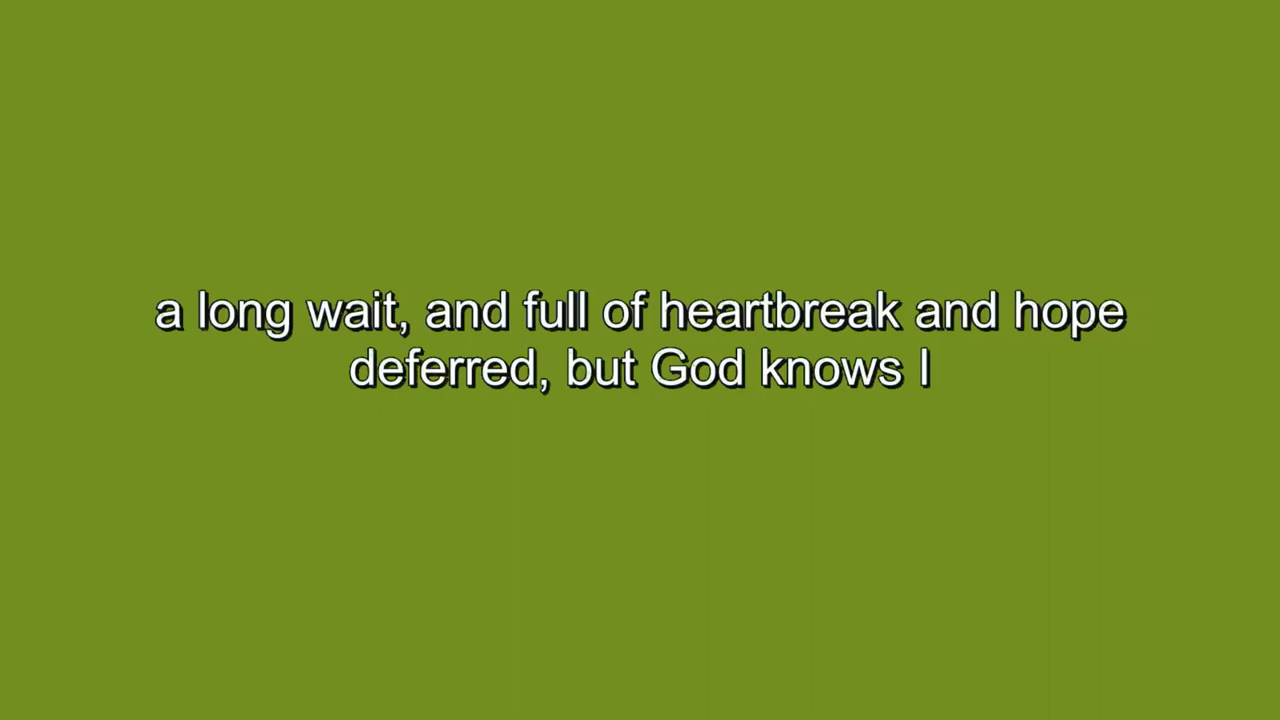 a long wait, and full of heartbreak and hope
deferred, but God knows I